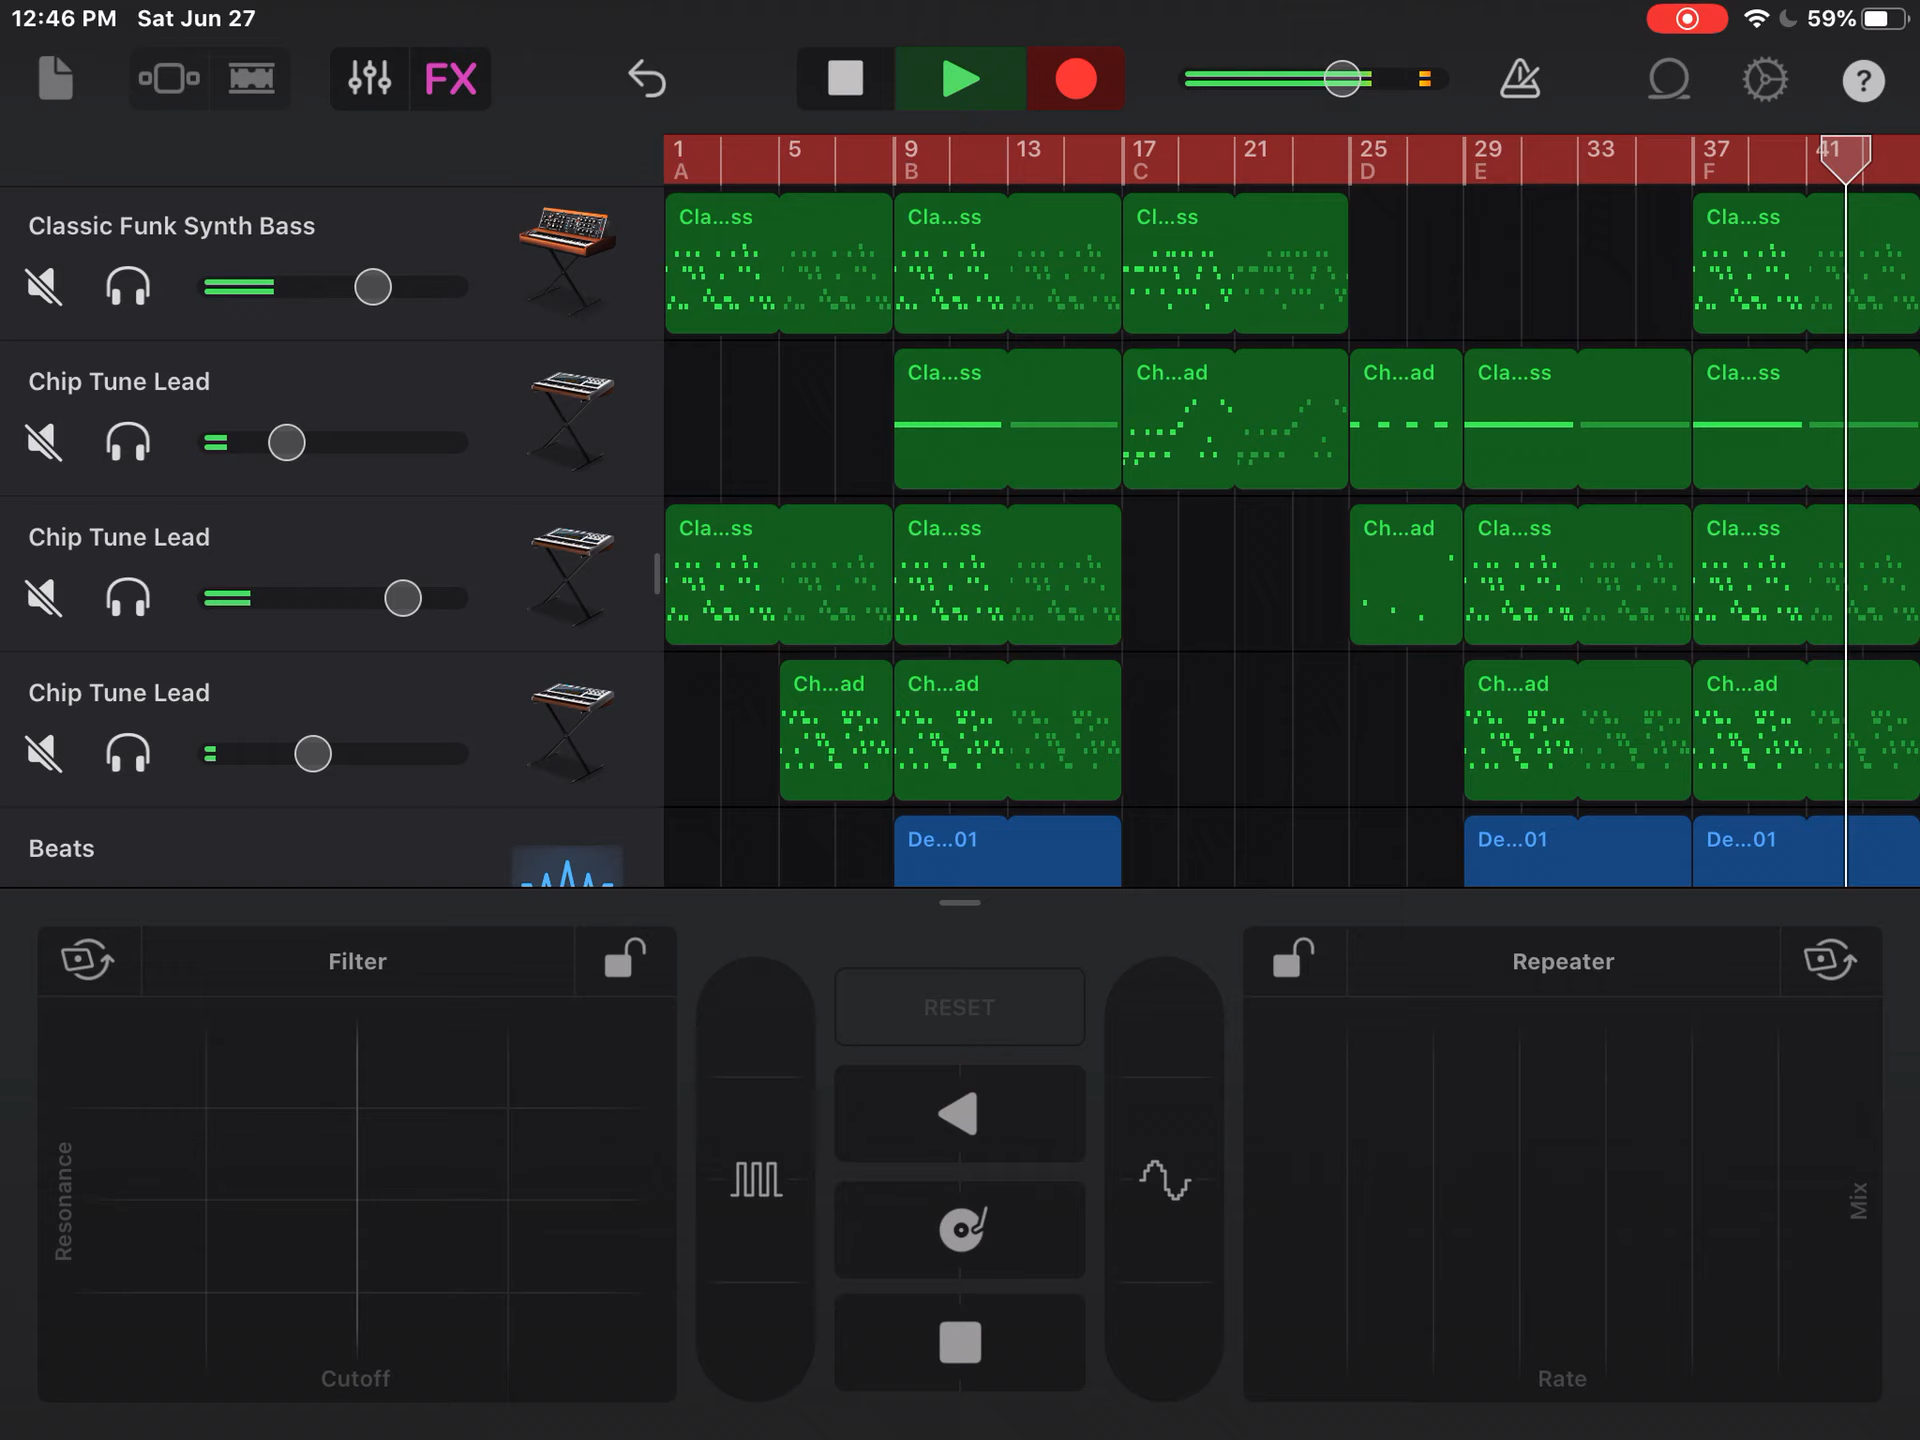 12:46 PM Sat Jun 27 59%
FX ?
1 5 9 13 17 21 25 29 33 37 41
A B C D E F
Classic Funk Synth Bass
Cla...ss Cla...ss Cl...ss Cla...ss
Chip Tune Lead
Cla...ss Ch...ad Ch...ad Cla...ss Cla...ss
Chip Tune Lead
Cla...ss Cla...ss Ch...ad Cla...ss Cla...ss
Chip Tune Lead
Ch...ad Ch...ad Ch...ad Ch...ad
Beats
De...01 De...01 De...01
Filter
Resonance
Cutoff
RESET
Repeater
Mix
Rate